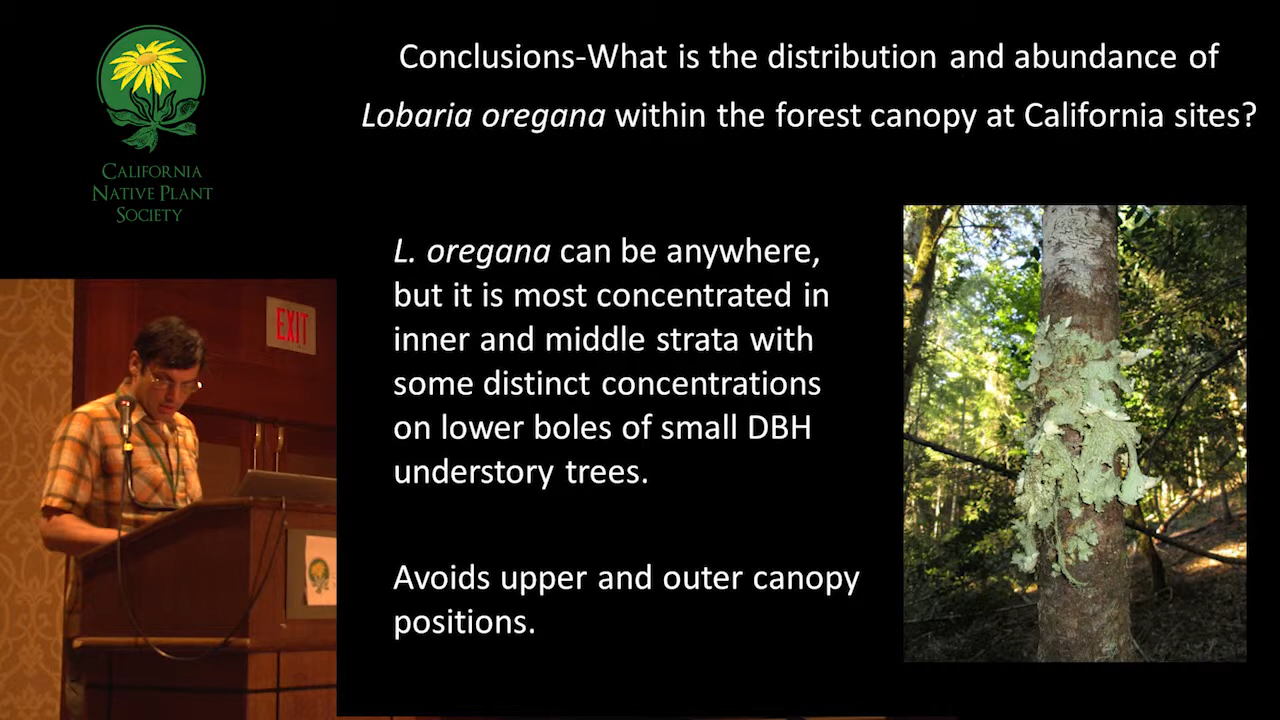 Conclusions-What is the distribution and abundance of
Lobaria oregana within the forest canopy at California sites?
CALIFORNIA
NATIVE PLANT
SOCIETY
L. oregana can be anywhere,
but it is most concentrated in
inner and middle strata with
some distinct concentrations
on lower boles of small DBH
understory trees.
Avoids upper and outer canopy
positions.
EXIT